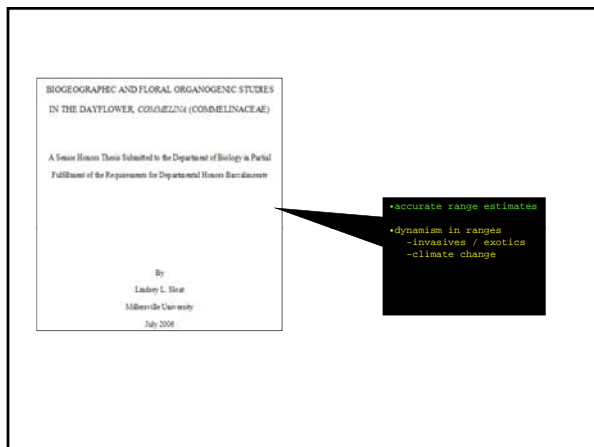 BIOGEOGRAPHIC AND FLORAL ORGANOGENIC STUDIES
IN THE DAYFLOWER, COMMELINA (COMMELINACEAE)
A Senior Honors Thesis Submitted to the Department of Biology in Partial
Fulfillment of the Requirements for Departmental Honors Baccalaureate
By
Lindsey L. Sloat
Millersville University
July 2006
•accurate range estimates
•dynamism in ranges
-invasives / exotics
-climate change